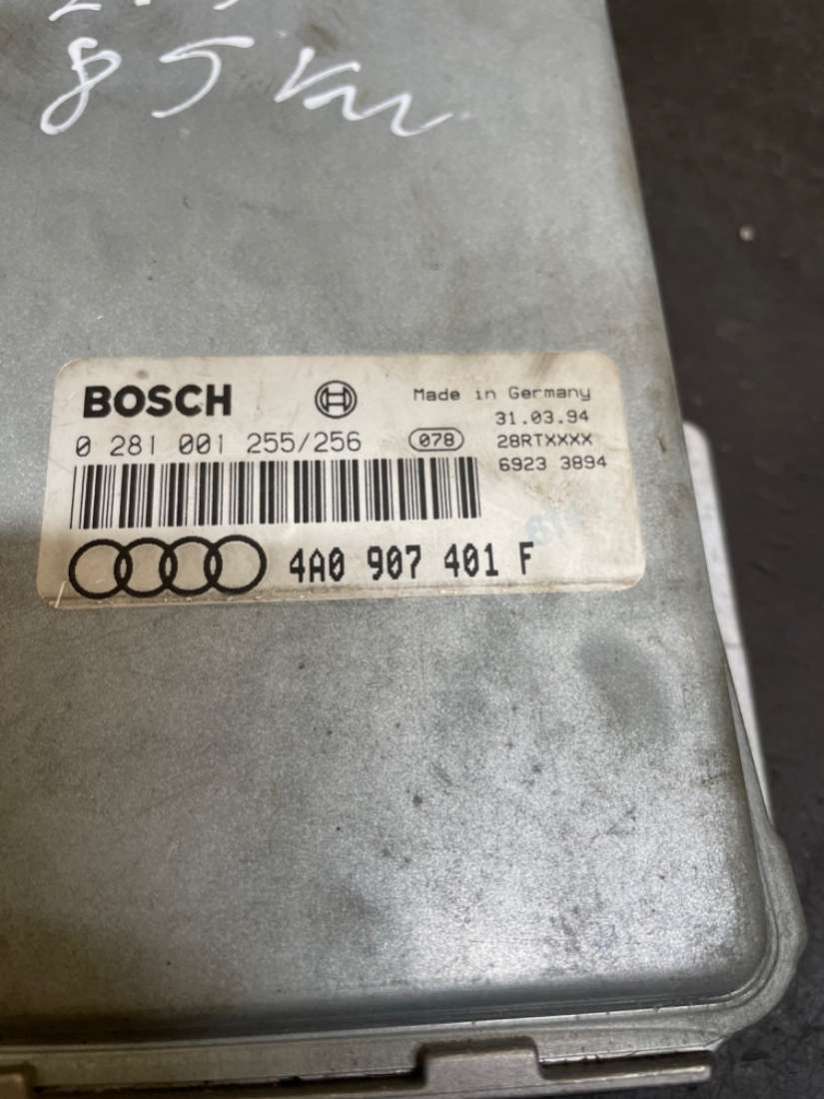 85 kw
BOSCH
Made in Germany
31.03.94
0 281 001 255/256
078
28RTXXXX
6923 3894
4A0 907 401 F